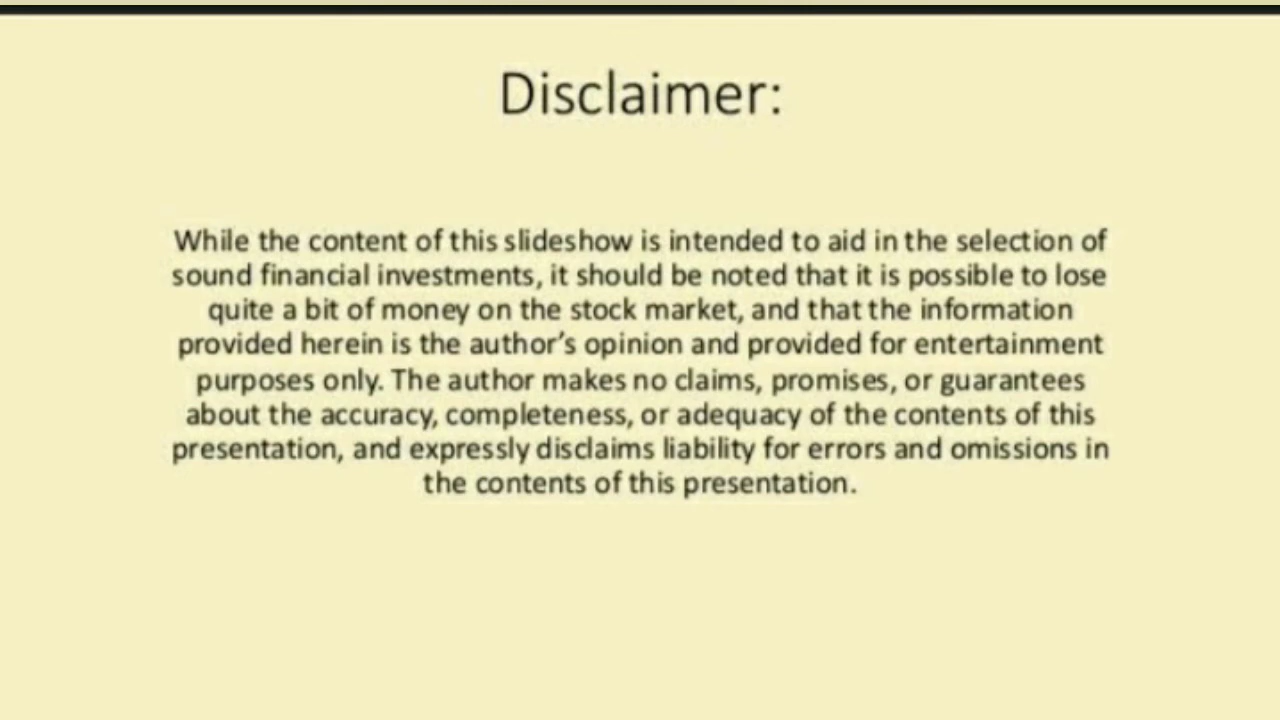 Disclaimer:
While the content of this slideshow is intended to aid in the selection of
sound financial investments, it should be noted that it is possible to lose
quite a bit of money on the stock market, and that the information
provided herein is the author’s opinion and provided for entertainment
purposes only. The author makes no claims, promises, or guarantees
about the accuracy, completeness, or adequacy of the contents of this
presentation, and expressly disclaims liability for errors and omissions in
the contents of this presentation.